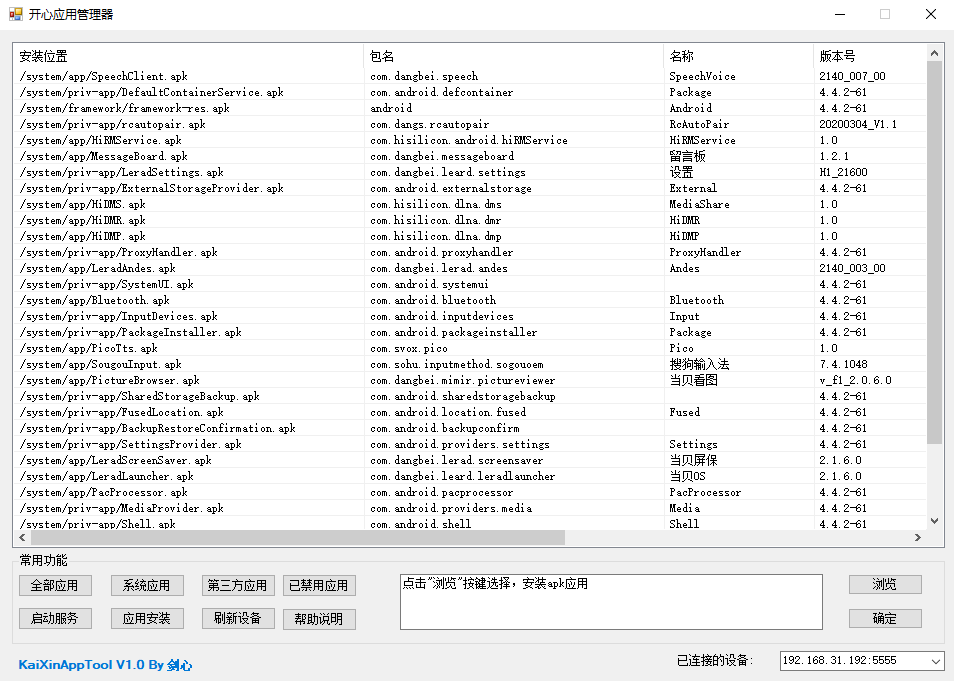 开心应用管理器
安装位置 包名 名称 版本号
/system/app/SpeechClient.apk com.dangbei.speech SpeechVoice 2140_007_00
/system/priv-app/DefaultContainerService.apk com.android.defcontainer Package 4.4.2-61
/system/framework/framework-res.apk android Android 4.4.2-61
/system/priv-app/rcautopair.apk com.dangs.rcautopair RcAutoPair 20200304_V1.1
/system/app/HiRMService.apk com.hisilicon.android.hiRMService HiRMService 1.0
/system/app/MessageBoard.apk com.dangbei.messageboard 留言板 1.2.1
/system/priv-app/LeradSettings.apk com.dangbei.leard.settings 设置 H1_21600
/system/priv-app/ExternalStorageProvider.apk com.android.externalstorage External 4.4.2-61
/system/app/HiDMS.apk com.hisilicon.dlna.dms MediaShare 1.0
/system/app/HiDMR.apk com.hisilicon.dlna.dmr HiDMR 1.0
/system/app/HiDMP.apk com.hisilicon.dlna.dmp HiDMP 1.0
/system/priv-app/ProxyHandler.apk com.android.proxyhandler ProxyHandler 4.4.2-61
/system/app/LeradAndes.apk com.dangbei.lerad.andes Andes 2140_003_00
/system/priv-app/SystemUI.apk com.android.systemui 4.4.2-61
/system/app/Bluetooth.apk com.android.bluetooth Bluetooth 4.4.2-61
/system/priv-app/InputDevices.apk com.android.inputdevices Input 4.4.2-61
/system/priv-app/PackageInstaller.apk com.android.packageinstaller Package 4.4.2-61
/system/app/PicoTts.apk com.svox.pico Pico 1.0
/system/app/SougouInput.apk com.sohu.inputmethod.sogouoem 搜狗输入法 7.4.1048
/system/priv-app/PictureBrowser.apk com.dangbei.mimir.pictureviewer 当贝看图 v_f1_2.0.6.0
/system/priv-app/SharedStorageBackup.apk com.android.sharedstoragebackup 4.4.2-61
/system/priv-app/FusedLocation.apk com.android.location.fused Fused 4.4.2-61
/system/priv-app/BackupRestoreConfirmation.apk com.android.backupconfirm 4.4.2-61
/system/priv-app/SettingsProvider.apk com.android.providers.settings Settings 4.4.2-61
/system/app/LeradScreenSaver.apk com.dangbei.lerad.screensaver 当贝屏保 2.1.6.0
/system/app/LeradLauncher.apk com.dangbei.leard.leradlauncher 当贝OS 2.1.6.0
/system/app/PacProcessor.apk com.android.pacprocessor PacProcessor 4.4.2-61
/system/priv-app/MediaProvider.apk com.android.providers.media Media 4.4.2-61
/system/priv-app/Shell.apk com.android.shell Shell 4.4.2-61
常用功能
全部应用 系统应用 第三方应用 已禁用应用 点击"浏览"按键选择，安装apk应用 浏览
启动服务 应用安装 刷新设备 帮助说明 确定
KaiXinAppTool V1.0 By 剑心 已连接的设备: 192.168.31.192:5555